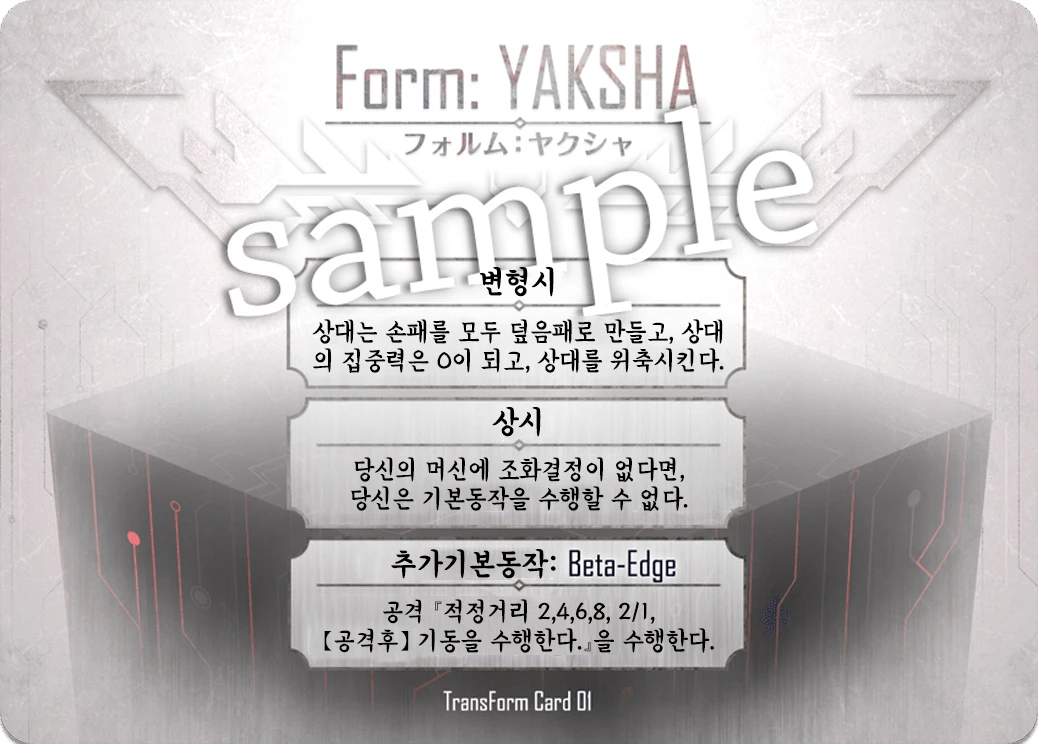 Form: YAKSHA
フォルム：ヤクシャ
sample
변형시
상대는 손패를 모두 덮음패로 만들고, 상대
의 집중력은 0이 되고, 상대를 위축시킨다.
상시
당신의 머신에 조화결정이 없다면,
당신은 기본동작을 수행할 수 없다.
추가기본동작: Beta-Edge
공격『적정거리 2,4,6,8, 2/1,
【공격후】기동을 수행한다.』을 수행한다.
TransForm Card 01